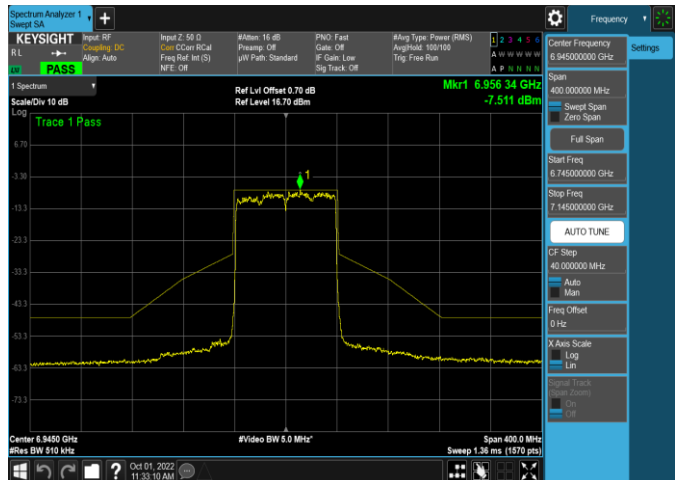 Spectrum Analyzer 1
Swept SA
+
Frequency
KEYSIGHT
RL
LV
PASS
Input: RF
Coupling: DC
Align: Auto
Input Z: 50 Ω
Corr CCorr RCal
Freq Ref: Int (S)
NFE: Off
#Atten: 16 dB
Preamp: Off
µW Path: Standard
PNO: Fast
Gate: Off
IF Gain: Low
Sig Track: Off
#Avg Type: Power (RMS)
Avg|Hold: 100/100
Trig: Free Run
1 2 3 4 5 6
A W W W W W
A P N N N N
1 Spectrum
Scale/Div 10 dB
Log
Ref Lvl Offset 0.70 dB
Ref Level 16.70 dBm
Mkr1 6.956 34 GHz
-7.511 dBm
Trace 1 Pass
1
6.70
-3.30
-13.3
-23.3
-33.3
-43.3
-53.3
-63.3
-73.3
Center 6.9450 GHz
#Res BW 510 kHz
#Video BW 5.0 MHz*
Span 400.0 MHz
Sweep 1.36 ms (1570 pts)
Oct 01, 2022
11:33:10 AM
?
Center Frequency
6.945000000 GHz
Settings
Span
400.000000 MHz
Swept Span
Zero Span
Full Span
Start Freq
6.745000000 GHz
Stop Freq
7.145000000 GHz
AUTO TUNE
CF Step
40.000000 MHz
Auto
Man
Freq Offset
0 Hz
X Axis Scale
Log
Lin
Signal Track
(Span Zoom)
On
Off